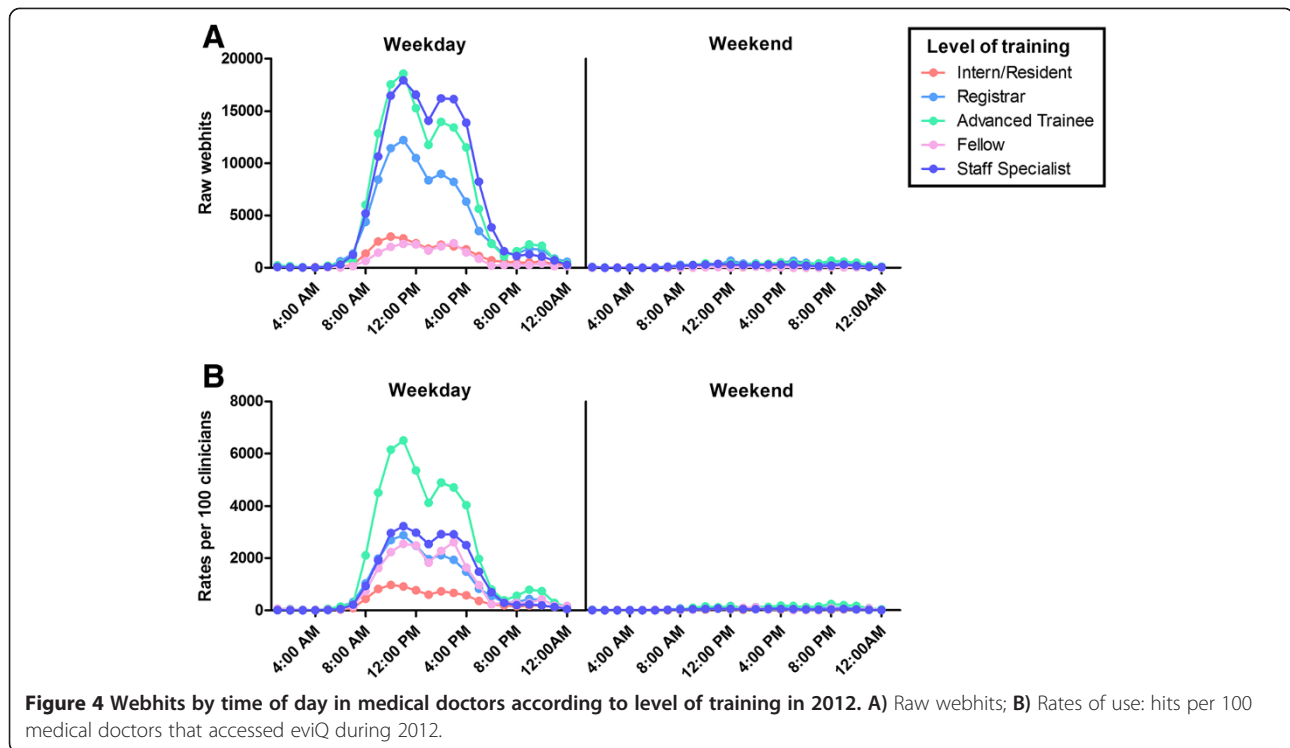 A
Weekday
Weekend
Level of training
Intern/Resident
Registrar
Advanced Trainee
Fellow
Staff Specialist
Raw webhits
20000
15000
10000
5000
0
4:00 AM
8:00 AM
12:00 PM
4:00 PM
8:00 PM
12:00AM
4:00 AM
8:00 AM
12:00 PM
4:00 PM
8:00 PM
12:00AM
B
Weekday
Weekend
Rates per 100 clinicians
8000
6000
4000
2000
0
4:00 AM
8:00 AM
12:00 PM
4:00 PM
8:00 PM
12:00AM
4:00 AM
8:00 AM
12:00 PM
4:00 PM
8:00 PM
12:00AM
Figure 4 Webhits by time of day in medical doctors according to level of training in 2012. A) Raw webhits; B) Rates of use: hits per 100
medical doctors that accessed eviQ during 2012.